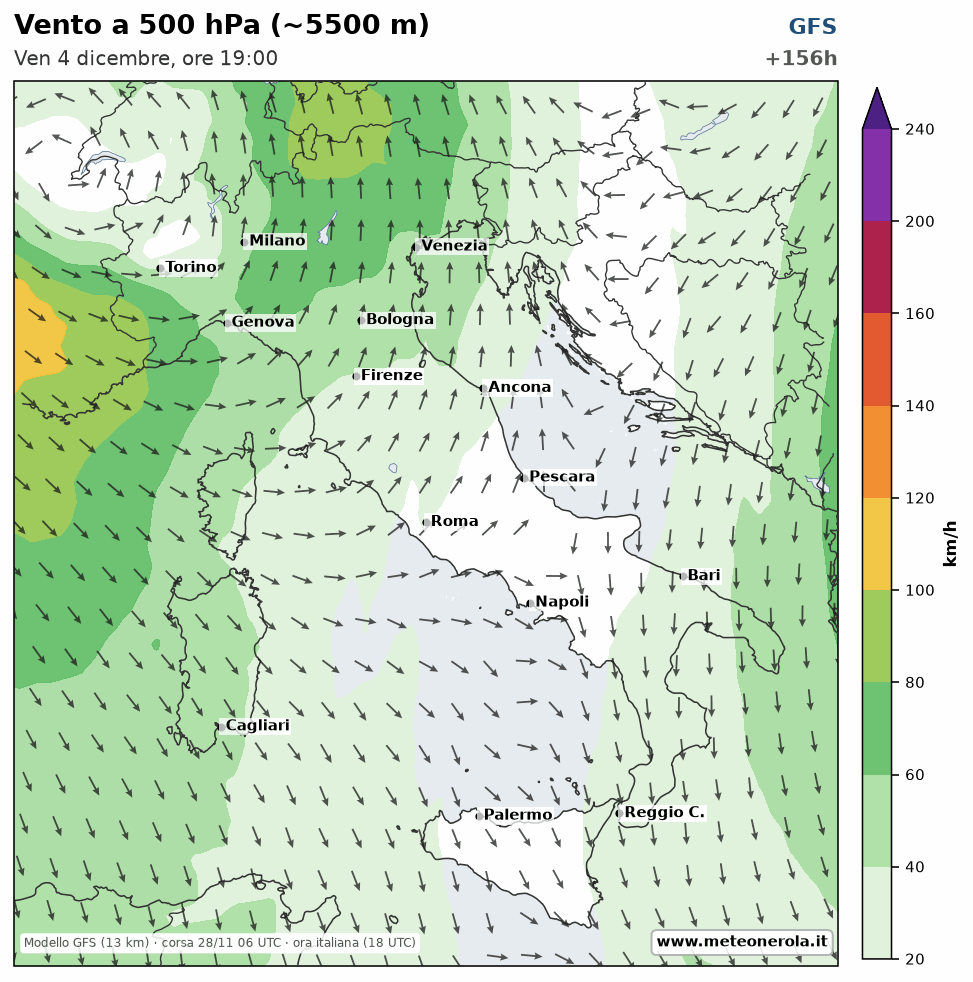 Vento a 500 hPa (~5500 m)
GFS
Ven 4 dicembre, ore 19:00
+156h
Milano
Venezia
Torino
Genova
Bologna
Firenze
Ancona
Pescara
Roma
Bari
Napoli
Cagliari
Palermo
Reggio C.
240
220
200
180
160
140
120
100
80
60
40
20
km/h
Modello GFS (13 km) · corsa 28/11 06 UTC · ora italiana (18 UTC)
www.meteonerola.it